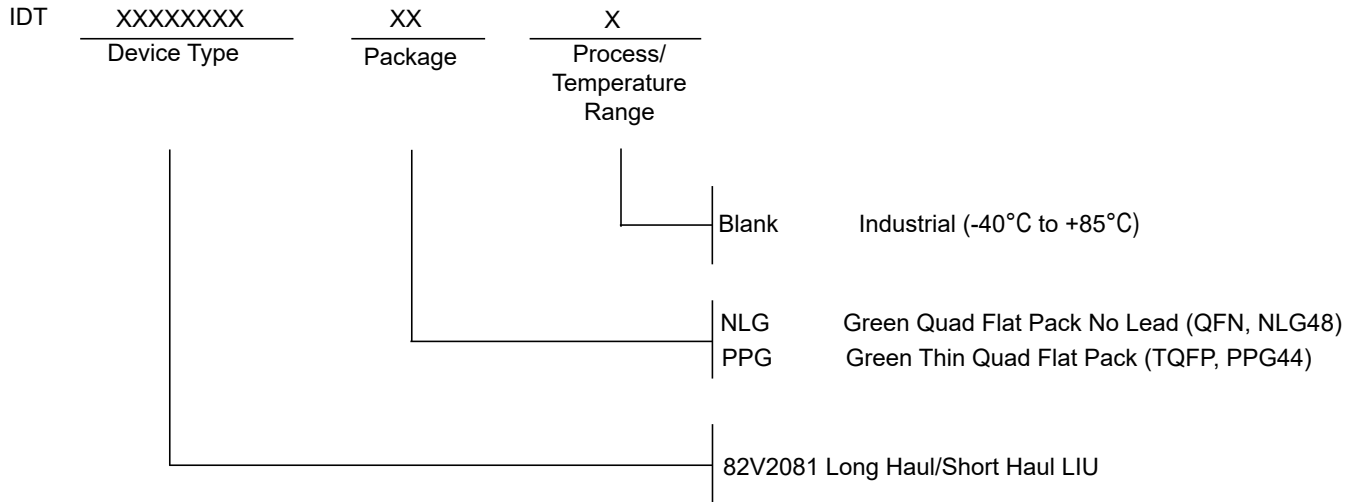 IDT XXXXXXXX XX X
Device Type Package Process/
Temperature
Range
Blank Industrial (-40°C to +85°C)
NLG Green Quad Flat Pack No Lead (QFN, NLG48)
PPG Green Thin Quad Flat Pack (TQFP, PPG44)
82V2081 Long Haul/Short Haul LIU